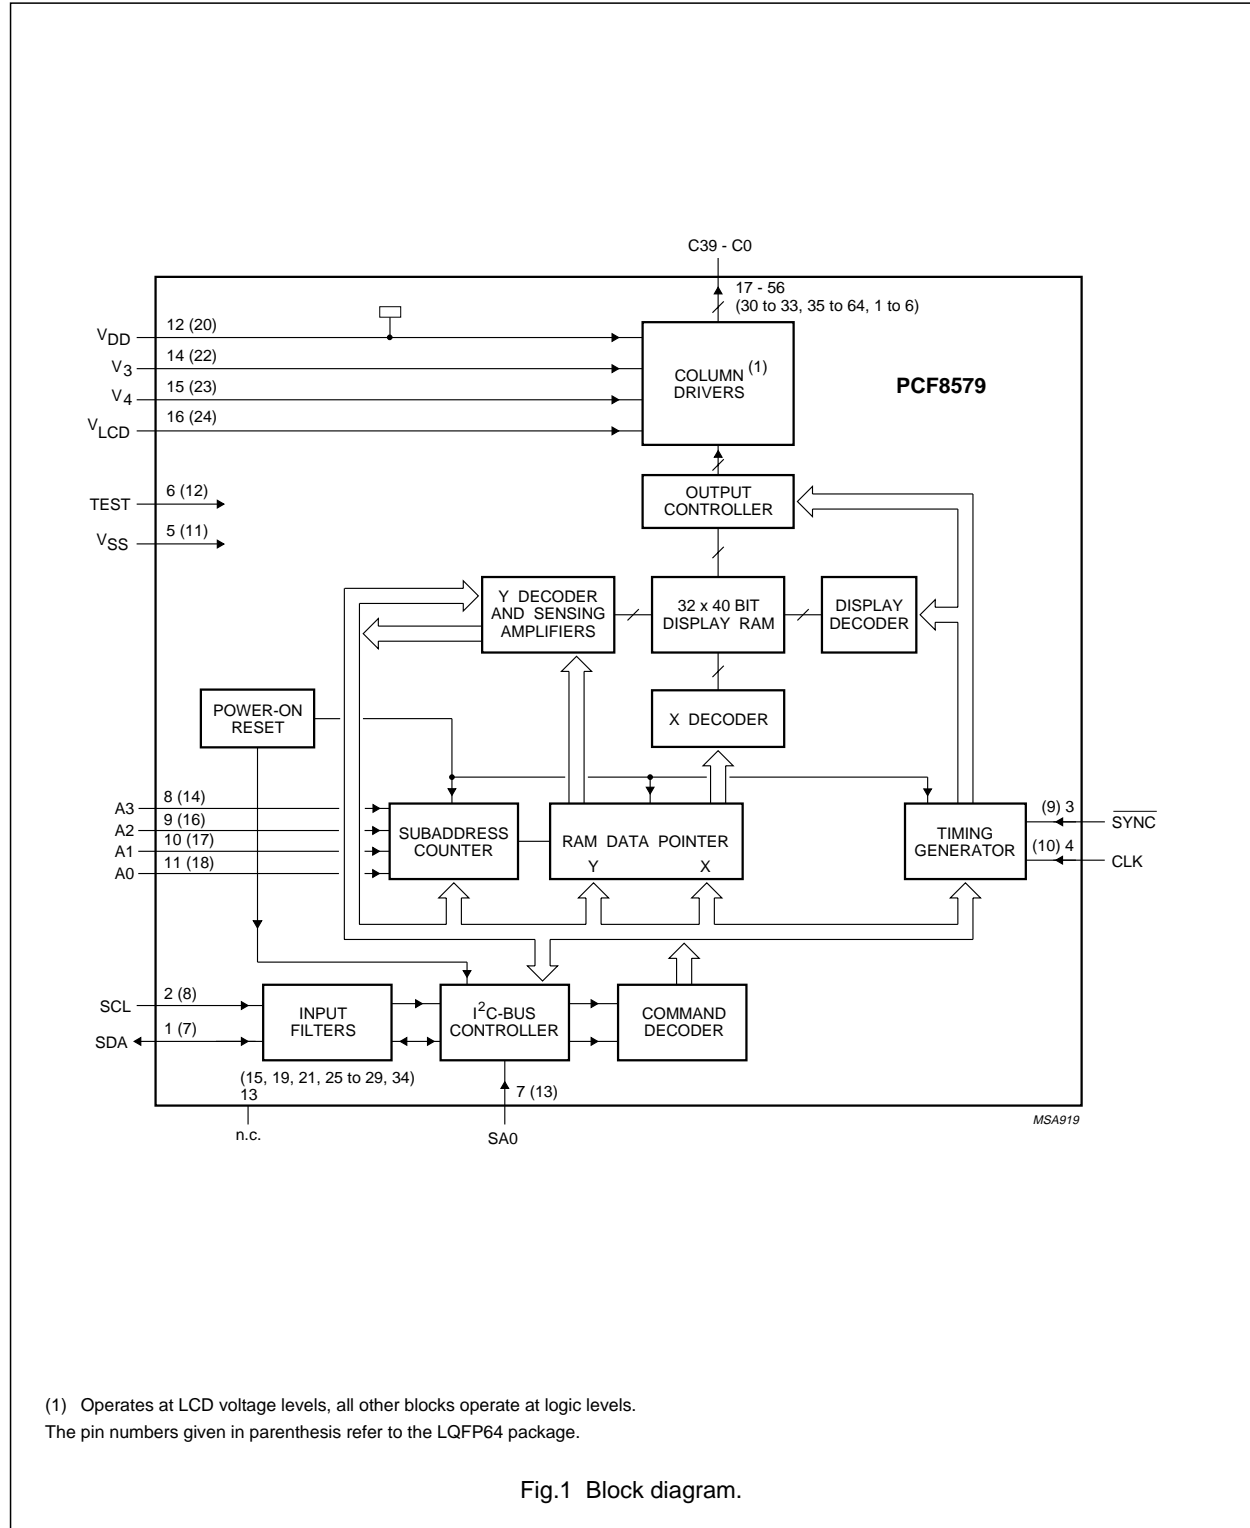 C39 - C0
17 - 56
(30 to 33, 35 to 64, 1 to 6)
VDD
12 (20)
V3
14 (22)
V4
15 (23)
VLCD
16 (24)
COLUMN (1)
DRIVERS
PCF8579
TEST
6 (12)
VSS
5 (11)
OUTPUT
CONTROLLER
Y DECODER
AND SENSING
AMPLIFIERS
32 x 40 BIT
DISPLAY RAM
DISPLAY
DECODER
POWER-ON
RESET
X DECODER
A3
8 (14)
A2
9 (16)
A1
10 (17)
A0
11 (18)
SUBADDRESS
COUNTER
RAM DATA POINTER
Y X
TIMING
GENERATOR
(9) 3
SYNC
(10) 4
CLK
SCL
2 (8)
SDA
1 (7)
INPUT
FILTERS
I2C-BUS
CONTROLLER
COMMAND
DECODER
(15, 19, 21, 25 to 29, 34)
13
n.c.
7 (13)
SA0
MSA919
(1) Operates at LCD voltage levels, all other blocks operate at logic levels.
The pin numbers given in parenthesis refer to the LQFP64 package.
Fig.1 Block diagram.